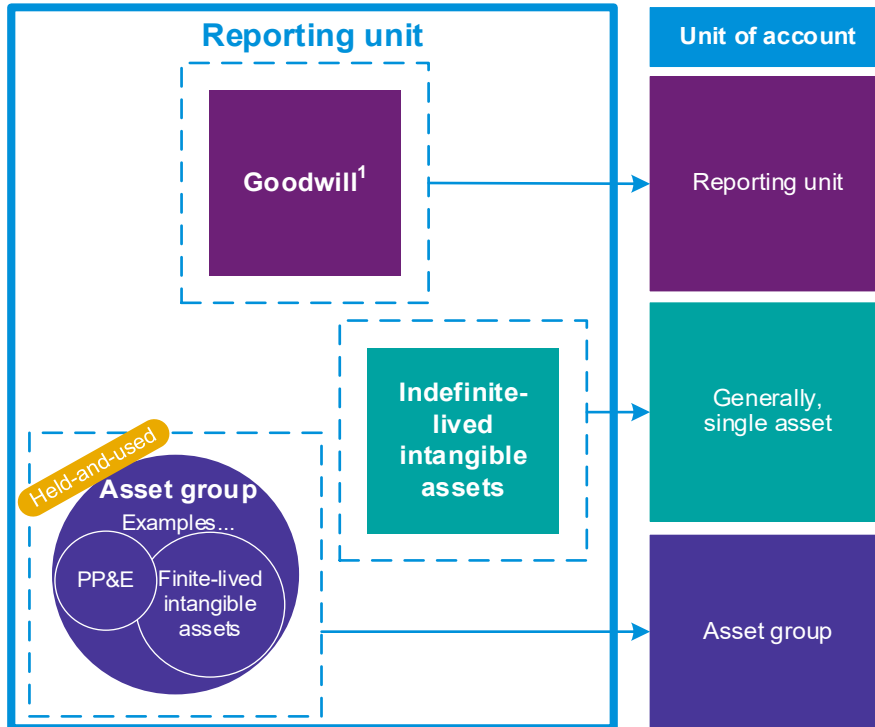 Reporting unit
Unit of account
Goodwill¹
Reporting unit
Indefinite-
lived
intangible
assets
Generally,
single asset
Held-and-used
Asset group
Examples...
PP&E
Finite-lived
intangible
assets
Asset group